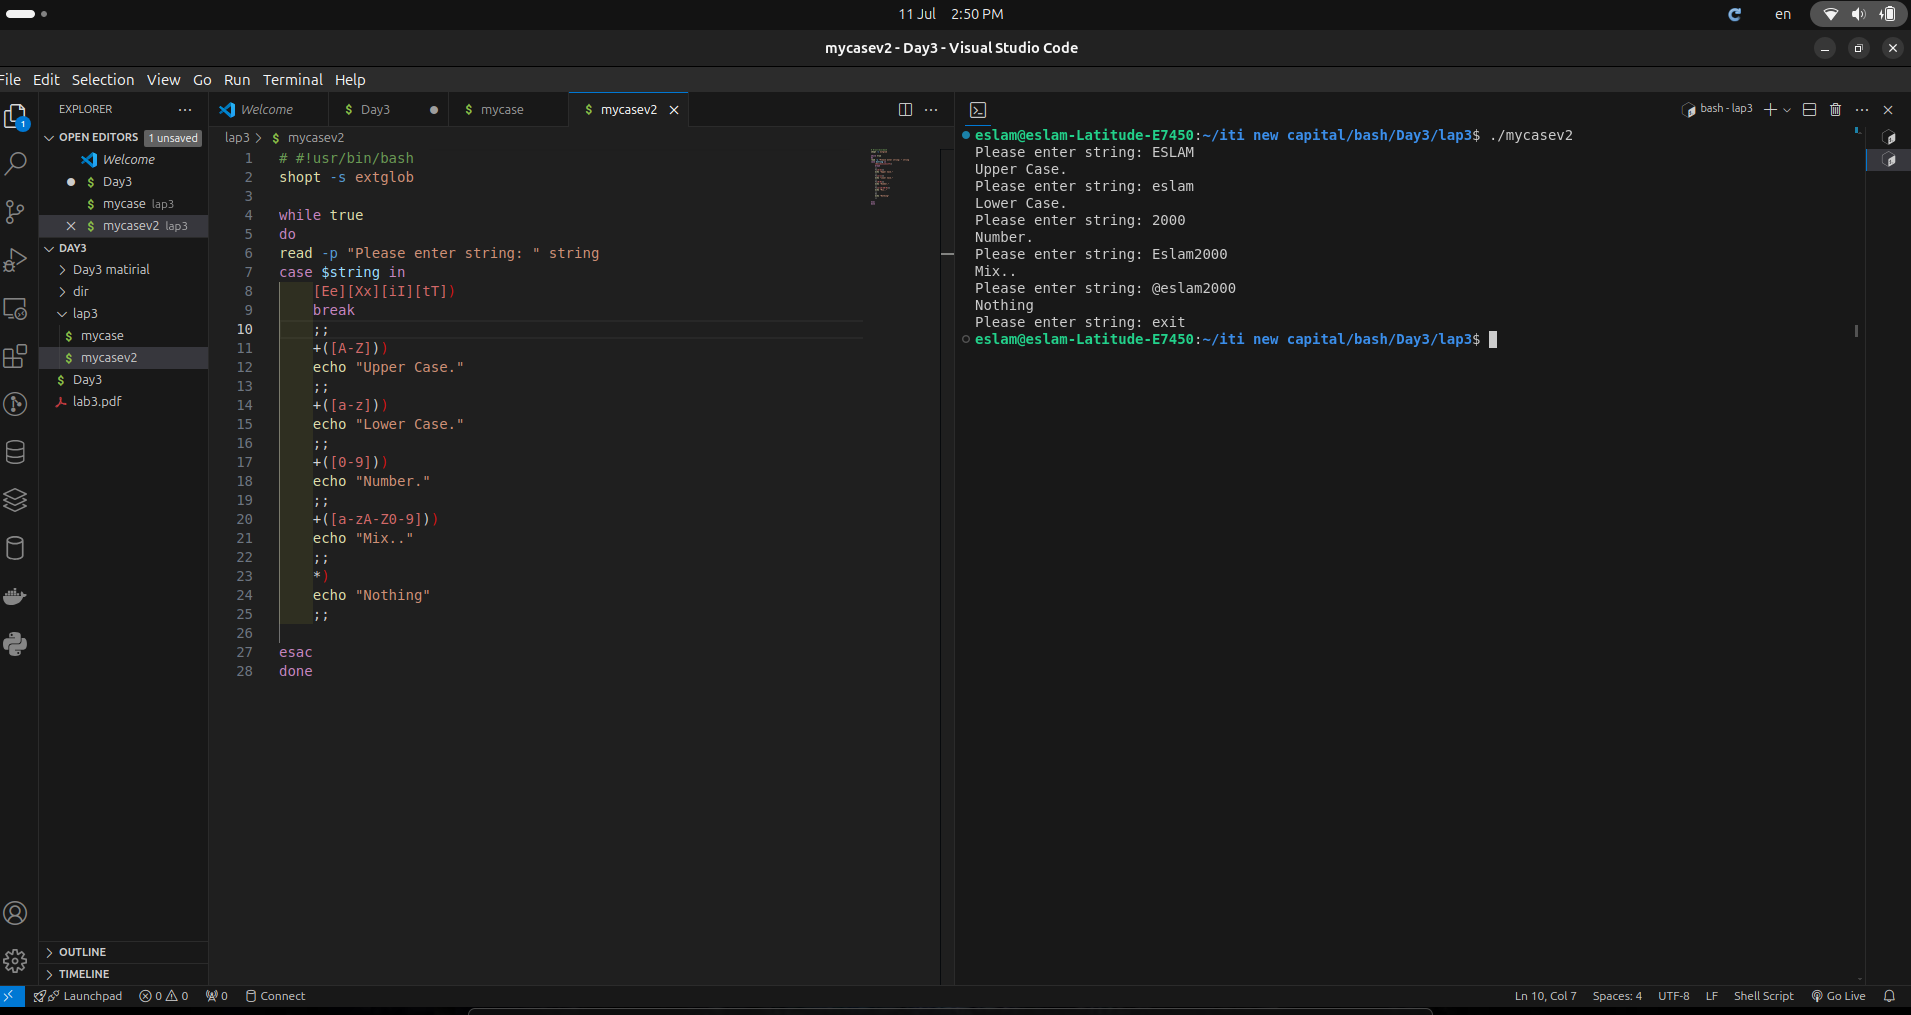 11 Jul 2:50 PM
en
mycasev2 - Day3 - Visual Studio Code
File Edit Selection View Go Run Terminal Help
EXPLORER
OPEN EDITORS 1 unsaved
Welcome
Day3
mycase lap3
mycasev2 lap3
DAY3
Day3 matirial
dir
lap3
mycase
mycasev2
Day3
lab3.pdf
OUTLINE
TIMELINE
Welcome Day3 mycase mycasev2
lap3 > $ mycasev2
1 # #!usr/bin/bash
2 shopt -s extglob
3
4 while true
5 do
6 read -p "Please enter string: " string
7 case $string in
8 [Ee][Xx][iI][tT])
9 break
10 ;;
11 +([A-Z]))
12 echo "Upper Case."
13 ;;
14 +([a-z]))
15 echo "Lower Case."
16 ;;
17 +([0-9]))
18 echo "Number."
19 ;;
20 +([a-zA-Z0-9]))
21 echo "Mix.."
22 ;;
23 *)
24 echo "Nothing"
25 ;;
26
27 esac
28 done
bash - lap3
eslam@eslam-Latitude-E7450:~/iti new capital/bash/Day3/lap3$ ./mycasev2
Please enter string: ESLAM
Upper Case.
Please enter string: eslam
Lower Case.
Please enter string: 2000
Number.
Please enter string: Eslam2000
Mix..
Please enter string: @eslam2000
Nothing
Please enter string: exit
eslam@eslam-Latitude-E7450:~/iti new capital/bash/Day3/lap3$
Launchpad 0 0 0 Connect
Ln 10, Col 7 Spaces: 4 UTF-8 LF Shell Script Go Live